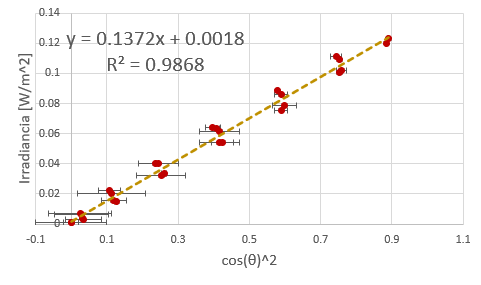 0.14
y = 0.1372x + 0.0018
R² = 0.9868
0.12
0.1
0.08
0.06
0.04
0.02
0
Irradiancia [W/m^2]
-0.1 0.1 0.3 0.5 0.7 0.9 1.1
cos(θ)^2